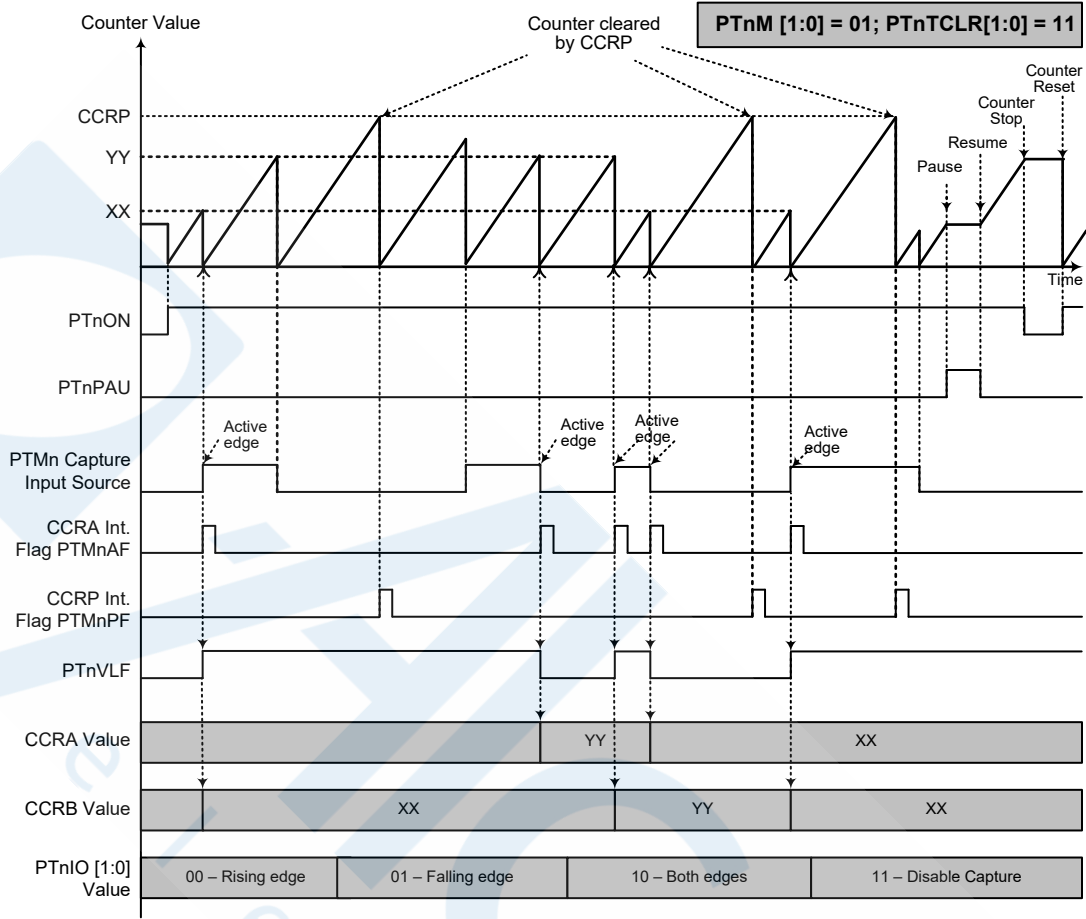 Counter Value
Counter cleared
by CCRP
PTnM [1:0] = 01; PTnTCLR[1:0] = 11
Counter
Reset
Counter
Stop
CCRP
Resume
YY
Pause
XX
Time
PTnON
PTnPAU
Active
edge
Active
edge
Active
edge
Active
edge
PTMn Capture
Input Source
CCRA Int.
Flag PTMnAF
CCRP Int.
Flag PTMnPF
PTnVLF
CCRA Value
YY
XX
CCRB Value
XX
YY
XX
PTnIO [1:0]
Value
00 – Rising edge
01 – Falling edge
10 – Both edges
11 – Disable Capture